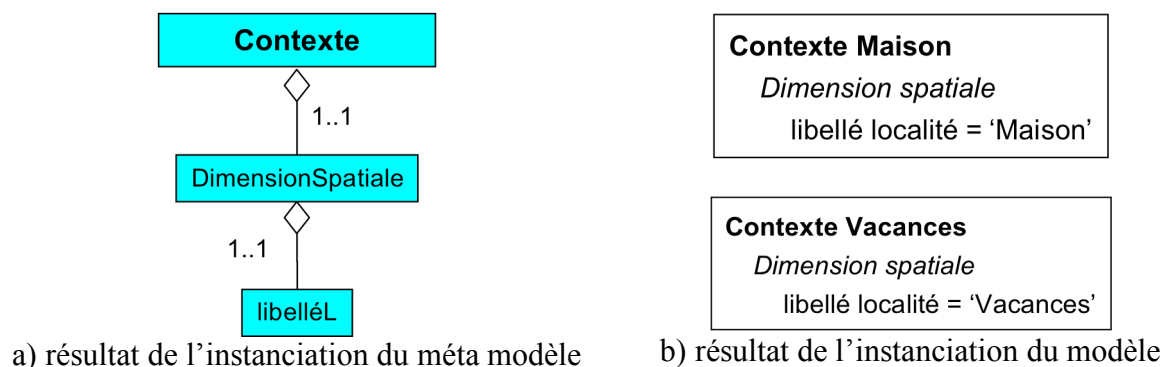 Contexte
1..1
DimensionSpatiale
1..1
libelléL
a) résultat de l’instanciation du méta modèle
Contexte Maison
Dimension spatiale
libellé localité = ‘Maison’
Contexte Vacances
Dimension spatiale
libellé localité = ‘Vacances’
b) résultat de l’instanciation du modèle